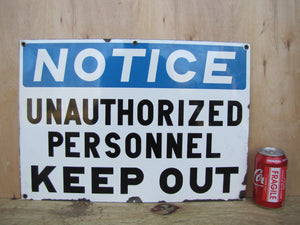 NOTICE
UNAUTHORIZED
PERSONNEL
KEEP OUT
FRAGILE